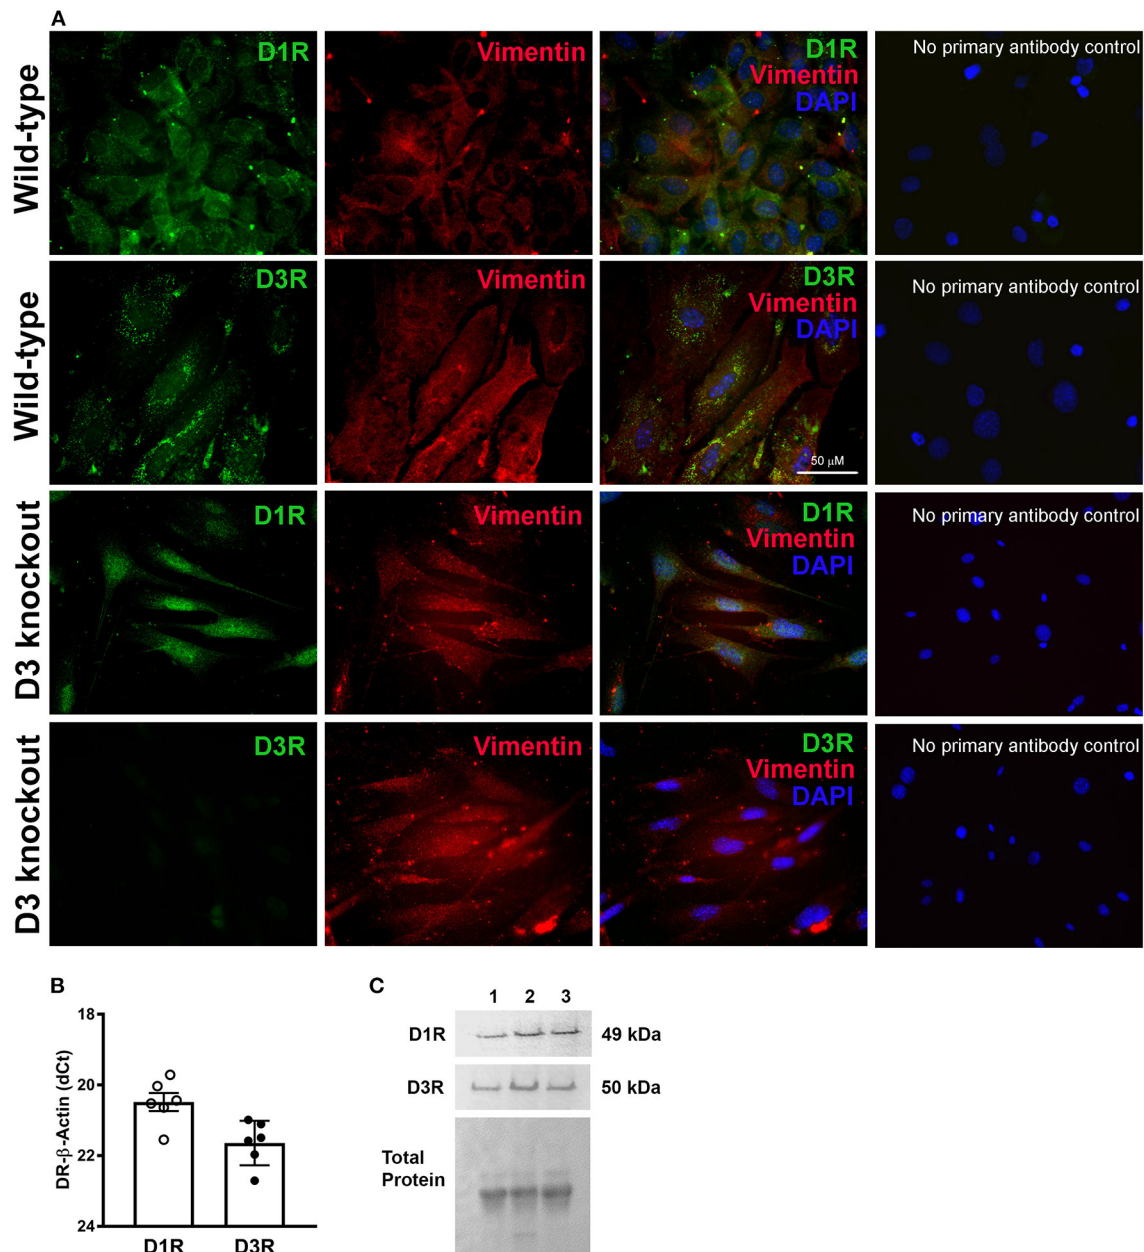 A
Wild-type
D1R
Vimentin
D1R
Vimentin
DAPI
No primary antibody control
Wild-type
D3R
Vimentin
D3R
Vimentin
DAPI
50 μM
No primary antibody control
D3 knockout
D1R
Vimentin
D1R
Vimentin
DAPI
No primary antibody control
D3 knockout
D3R
Vimentin
D3R
Vimentin
DAPI
No primary antibody control
B
DR-β-Actin (dCt)
18
20
22
24
D1R
D3R
C
1 2 3
D1R
49 kDa
D3R
50 kDa
Total
Protein